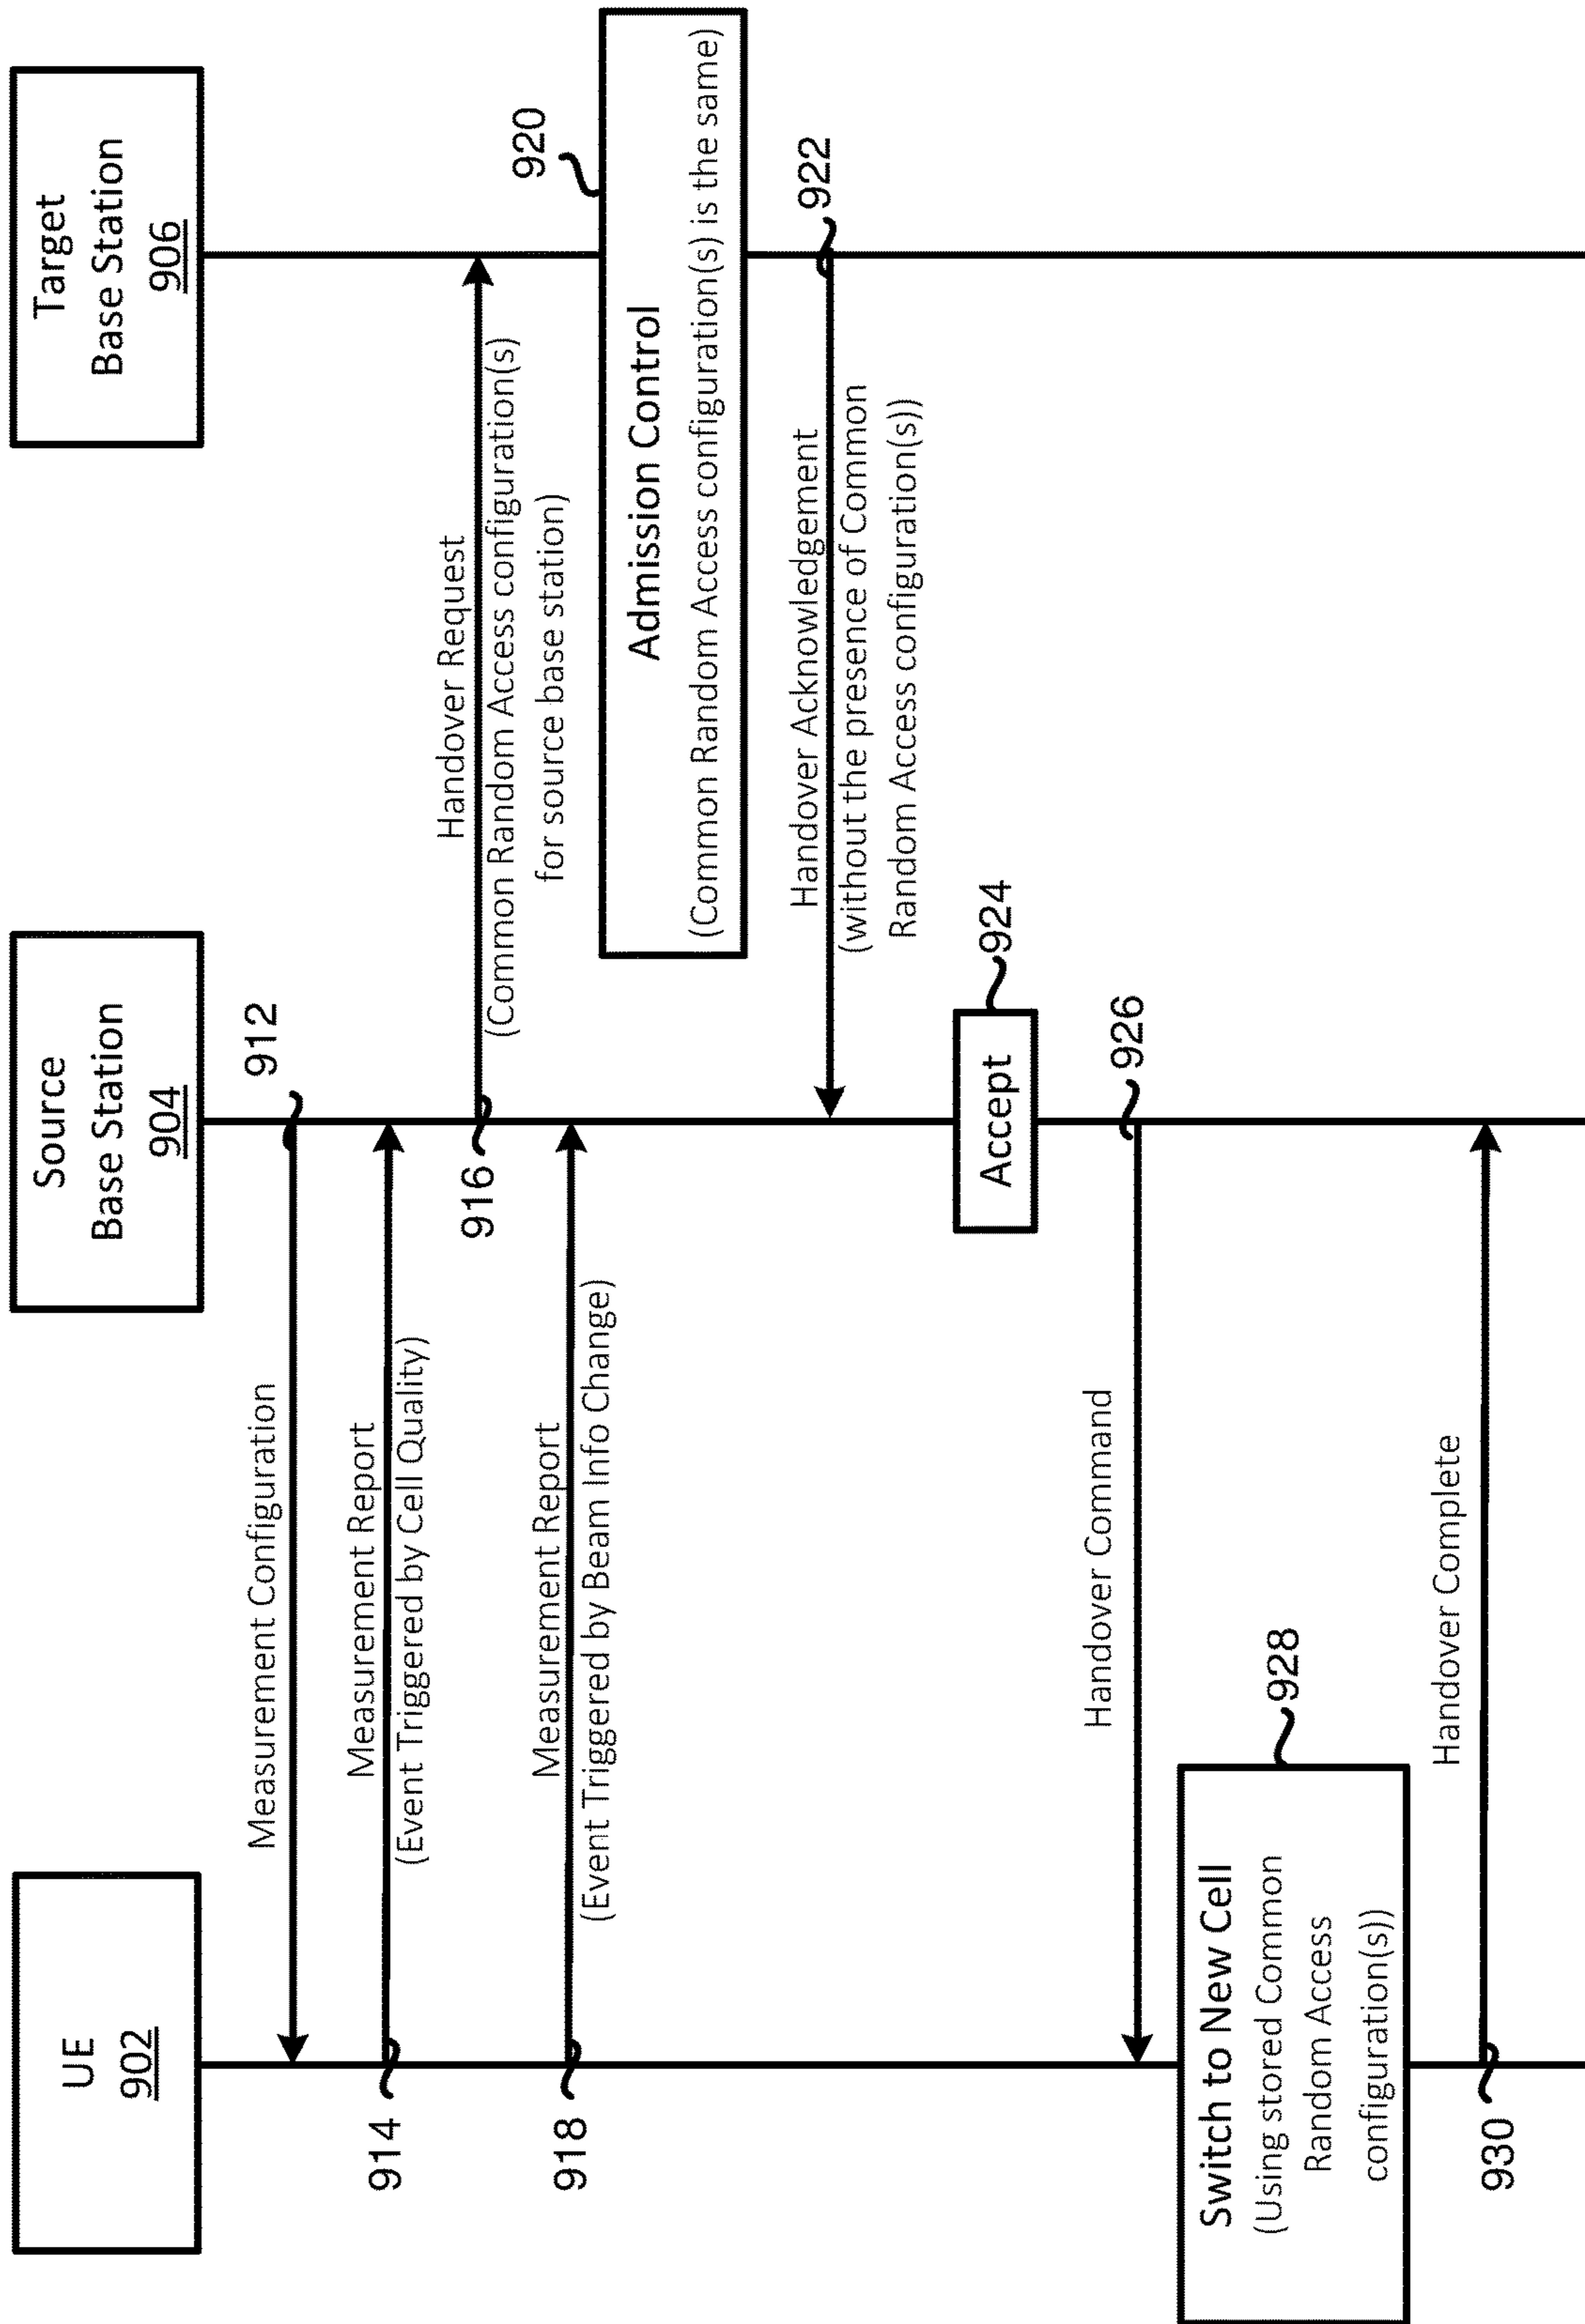 UE
902
Source
Base Station
904
Target
Base Station
906
912
Measurement Configuration
914
Measurement Report
(Event Triggered by Cell Quality)
916
Handover Request
(Common Random Access configuration(s)
for source base station)
918
Measurement Report
(Event Triggered by Beam Info Change)
920
Admission Control
(Common Random Access configuration(s) is the same)
922
Handover Acknowledgement
(without the presence of Common
Random Access configuration(s))
924
Accept
926
Handover Command
928
Switch to New Cell
(Using stored Common
Random Access
configuration(s))
930
Handover Complete